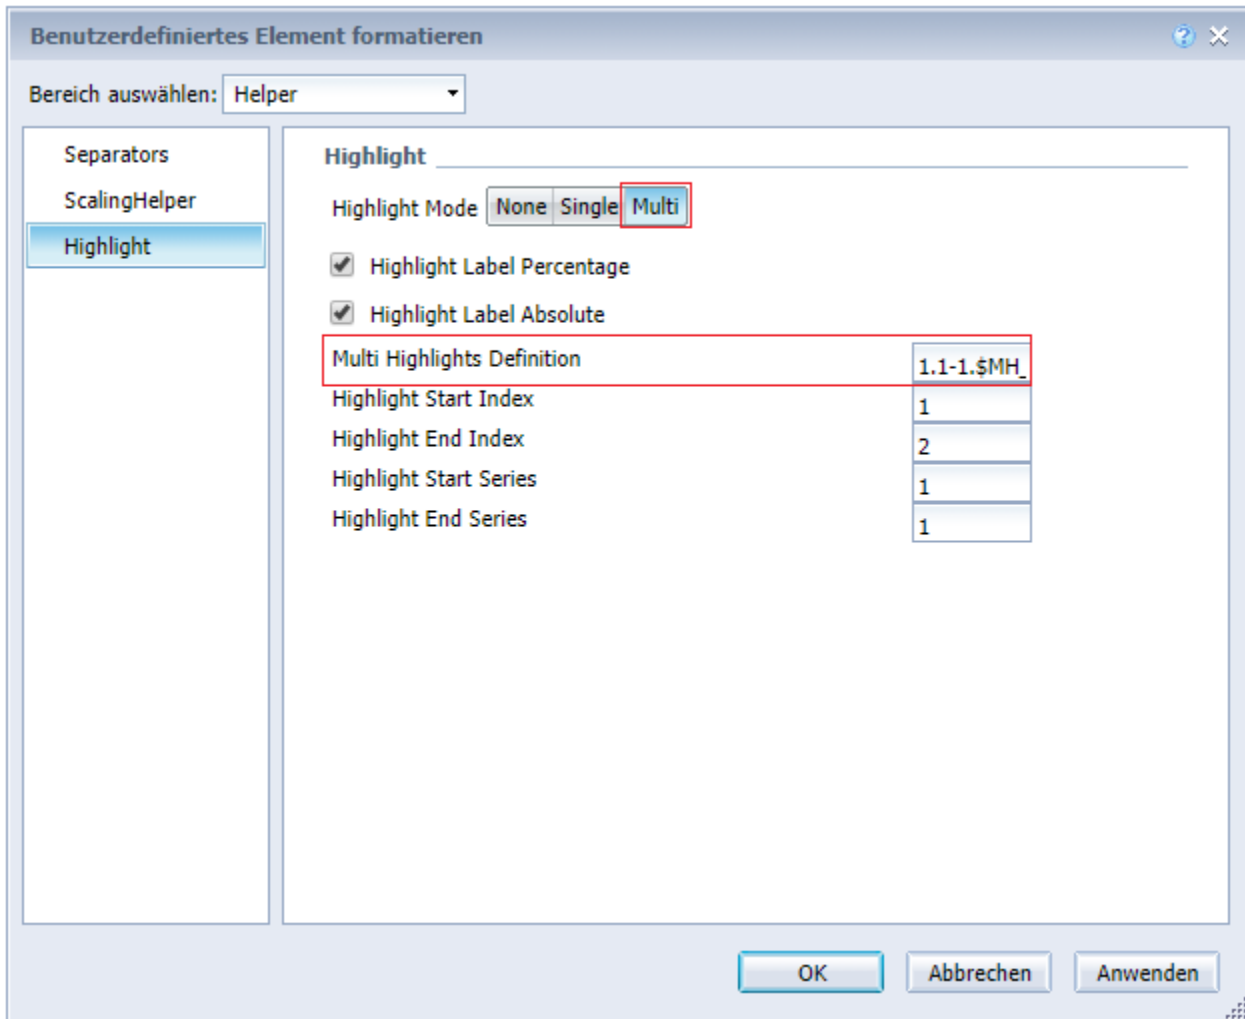 Benutzerdefiniertes Element formatieren
Bereich auswählen: Helper
Separators
ScalingHelper
Highlight
Highlight
Highlight Mode None Single Multi
Highlight Label Percentage
Highlight Label Absolute
Multi Highlights Definition 1.1-1.$MH_
Highlight Start Index 1
Highlight End Index 2
Highlight Start Series 1
Highlight End Series 1
OK Abbrechen Anwenden